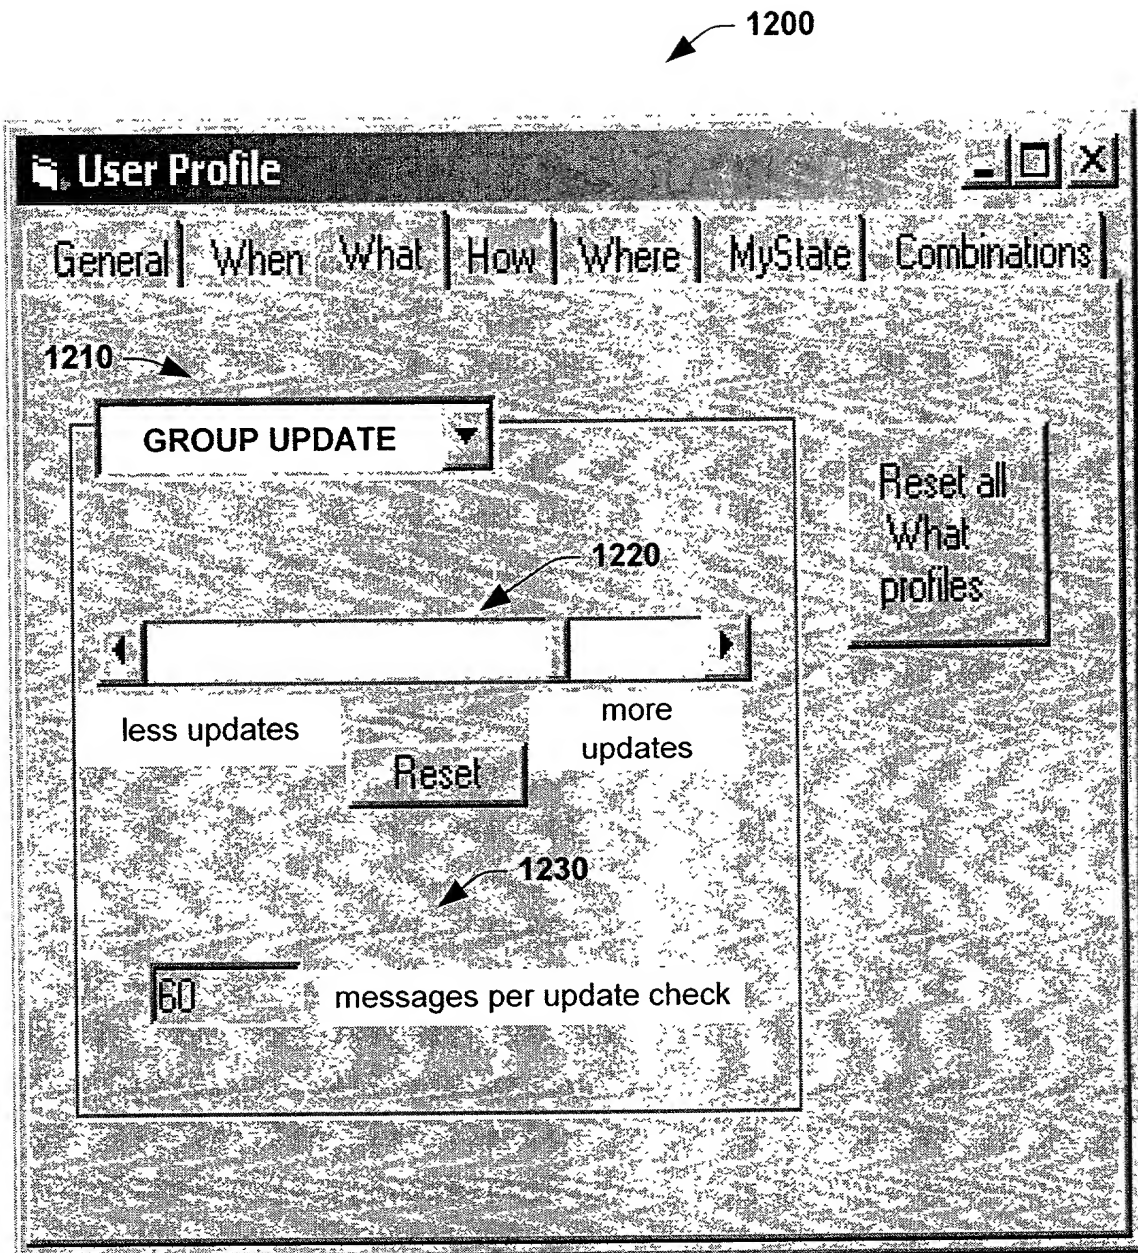 1200
User Profile
General When What How Where MyState Combinations
1210
GROUP UPDATE
Reset all
What
profiles
1220
less updates
more
updates
Reset
1230
60 messages per update check